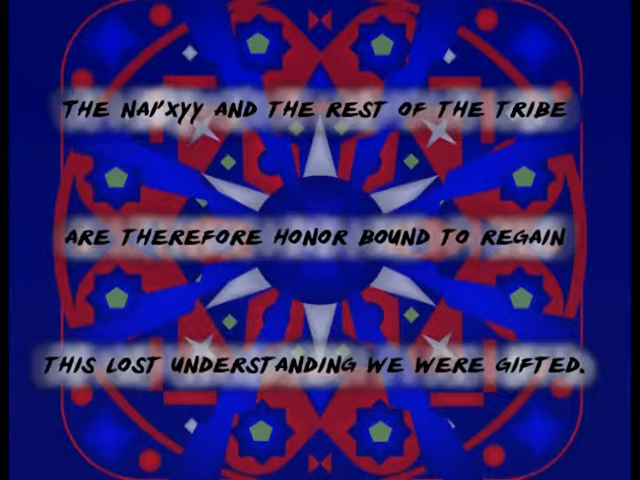 THE NAI'XYY AND THE REST OF THE TRIBE
ARE THEREFORE HONOR BOUND TO REGAIN
THIS LOST UNDERSTANDING WE WERE GIFTED.